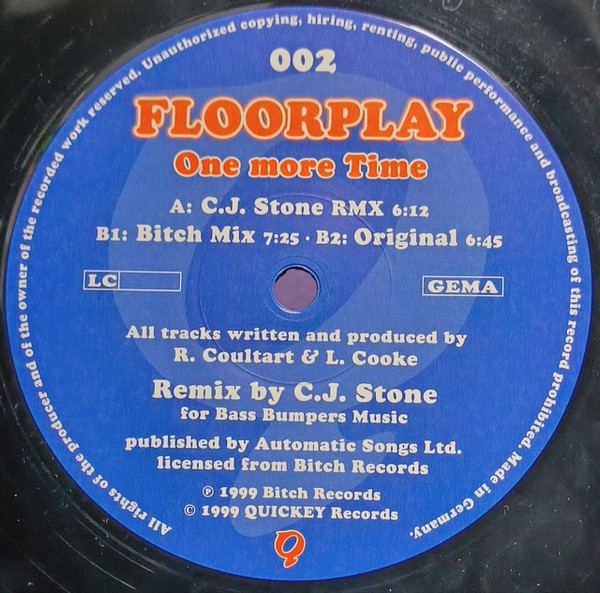 All rights of the producer and of the owner of the recorded work reserved. Unauthorized copying, hiring, renting, public performance and broadcasting of this record prohibited. Made in Germany.
002
FLOORPLAY
One more Time
A: C.J. Stone RMX 6:12
B1: Bitch Mix 7:25 · B2: Original 6:45
LC
GEMA
All tracks written and produced by
R. Coultart & L. Cooke
Remix by C.J. Stone
for Bass Bumpers Music
published by Automatic Songs Ltd.
licensed from Bitch Records
℗ 1999 Bitch Records
© 1999 QUICKEY Records
Q